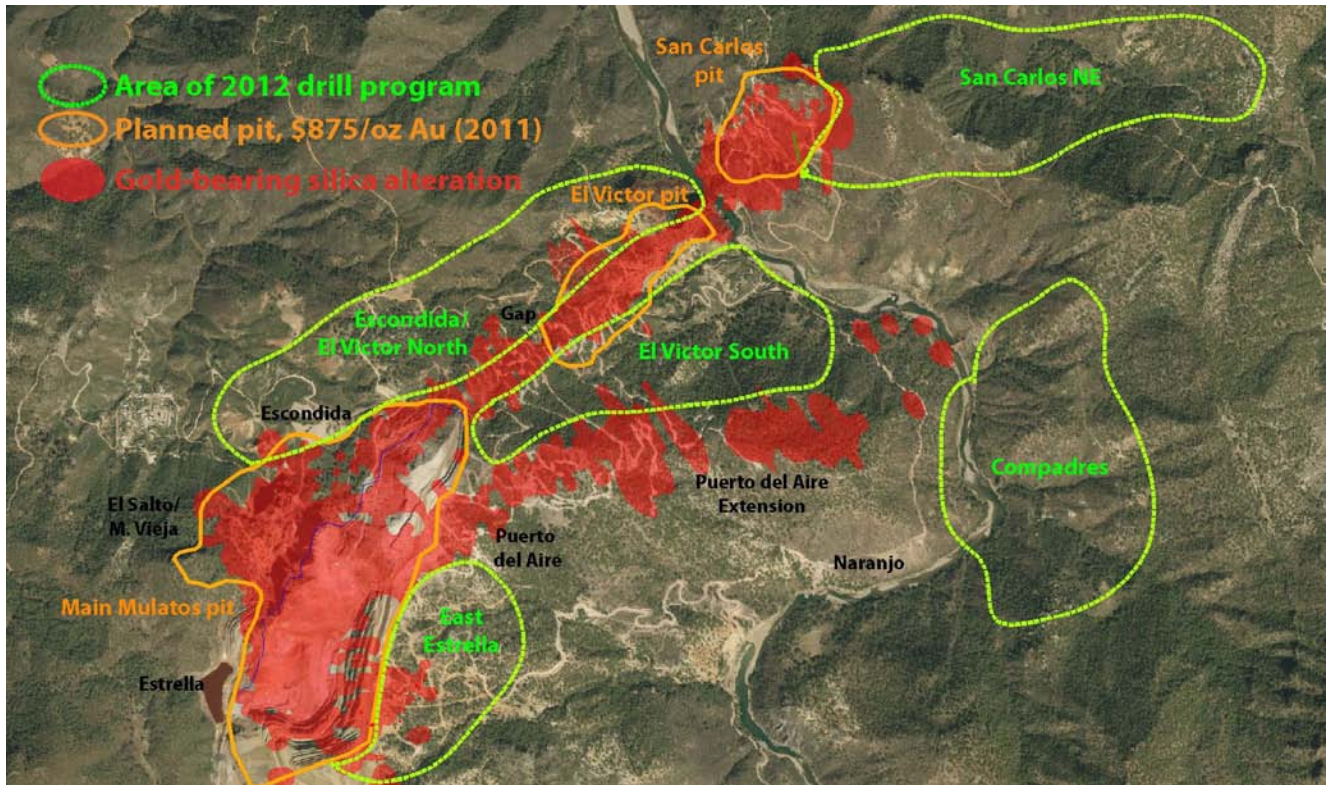 San Carlos
pit
San Carlos NE
Area of 2012 drill program
Planned pit, $875/oz Au (2011)
Gold-bearing silica alteration
El Victor pit
Gap
Escondida/
El Victor North
El Victor South
Escondida
Compadres
Puerto del Aire
Extension
El Salto/
M. Vieja
Puerto
del Aire
Naranjo
Main Mulatos pit
East
Estrella
Estrella